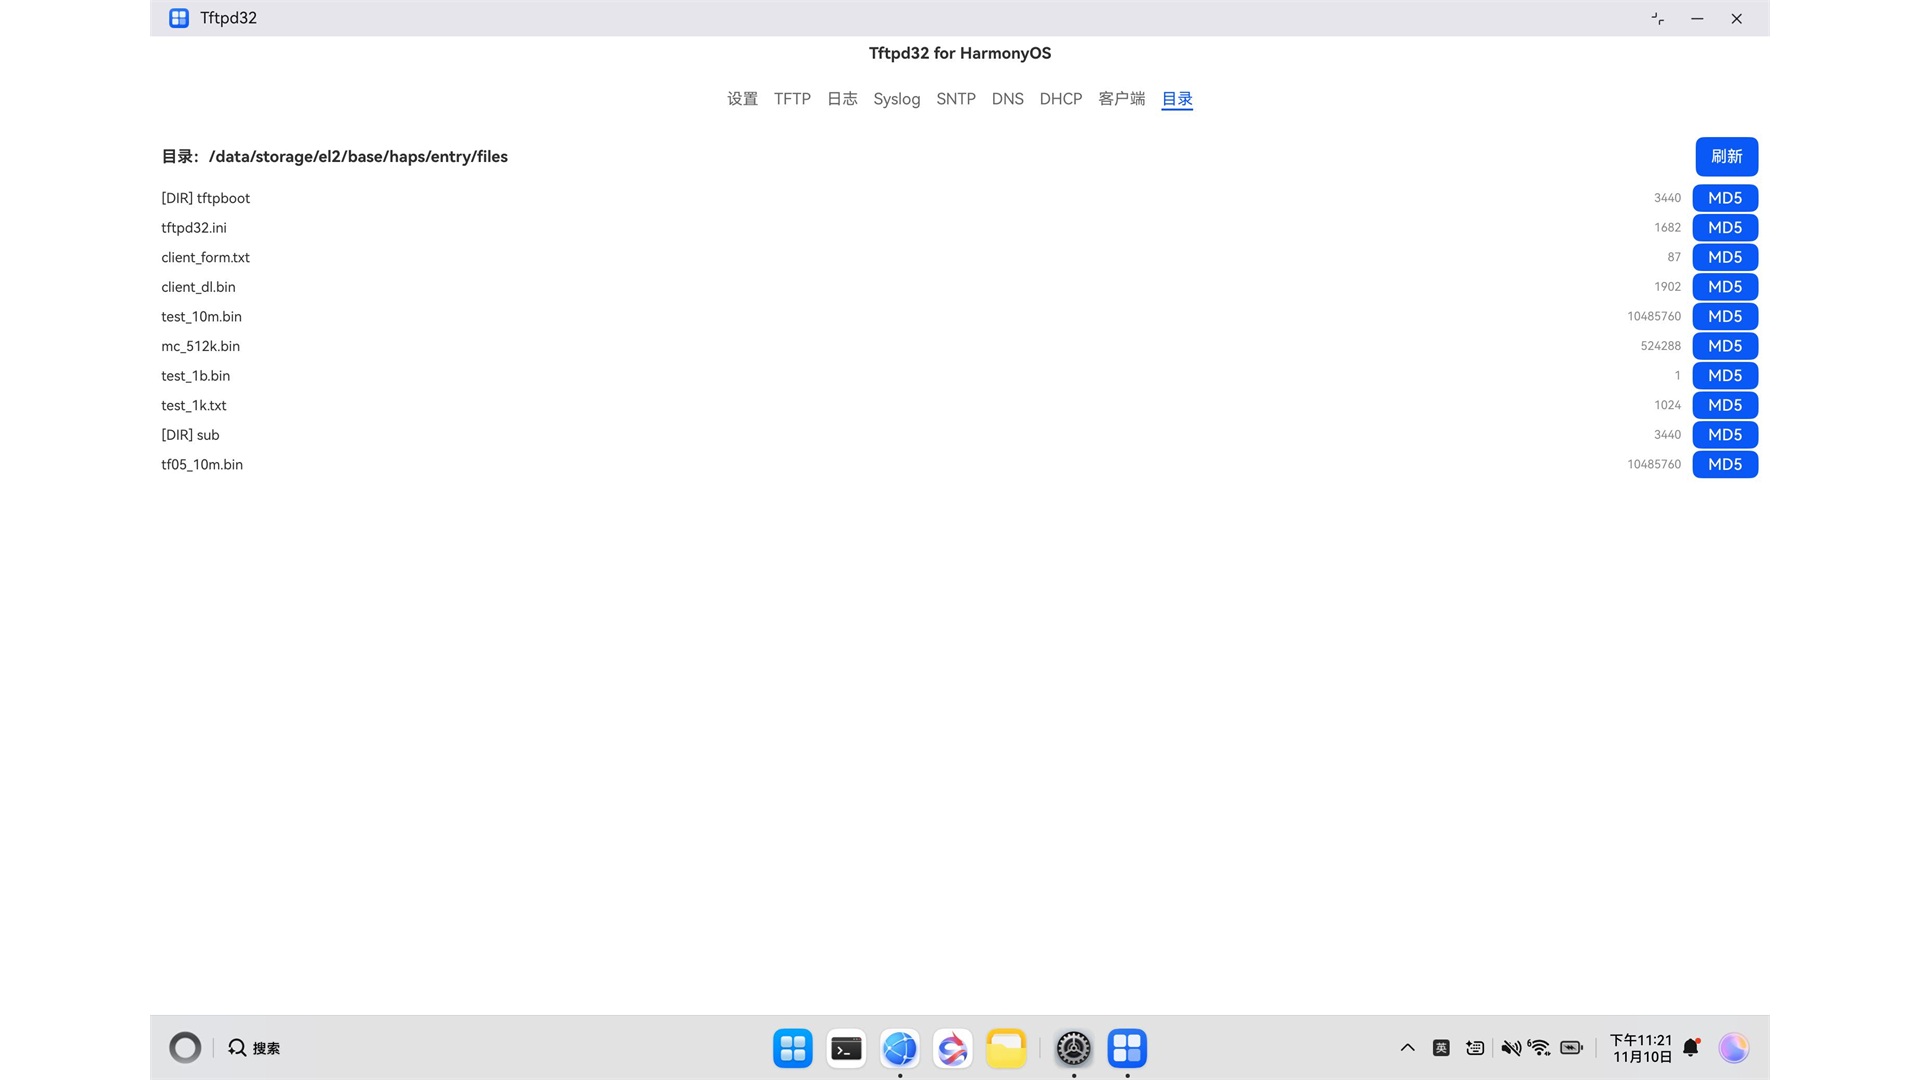 Tftpd32
Tftpd32 for HarmonyOS
设置 TFTP 日志 Syslog SNTP DNS DHCP 客户端 目录
目录：/data/storage/el2/base/haps/entry/files 刷新
[DIR] tftpboot 3440 MD5
tftpd32.ini 1682 MD5
client_form.txt 87 MD5
client_dl.bin 1902 MD5
test_10m.bin 10485760 MD5
mc_512k.bin 524288 MD5
test_1b.bin 1 MD5
test_1k.txt 1024 MD5
[DIR] sub 3440 MD5
tf05_10m.bin 10485760 MD5
搜索 英 下午11:21
11月10日